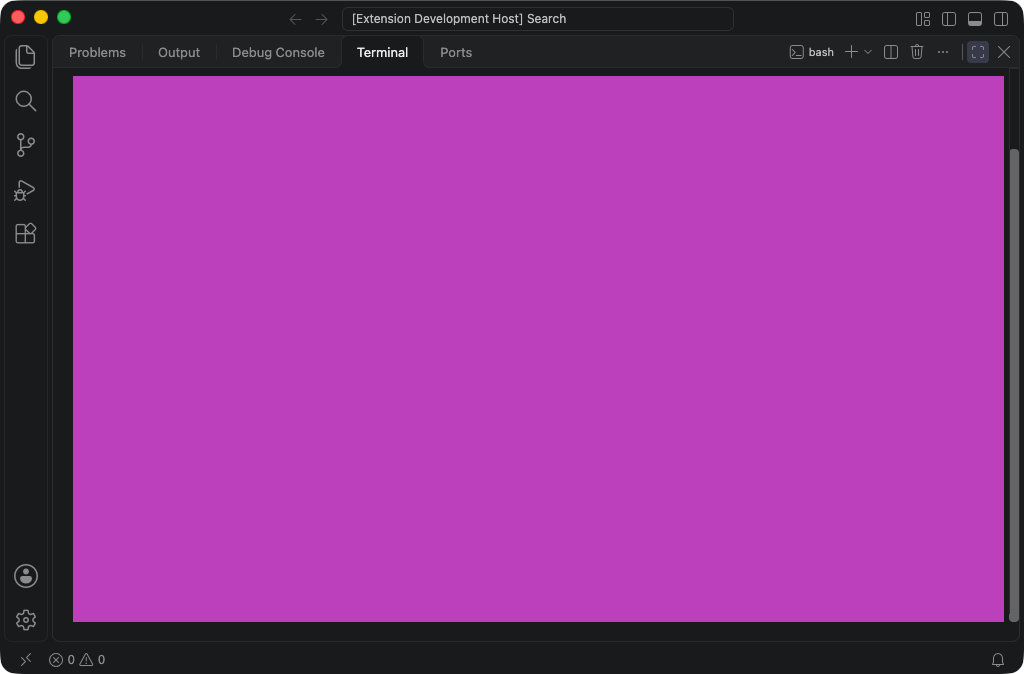 [Extension Development Host] Search
Problems Output Debug Console Terminal Ports bash
0 0